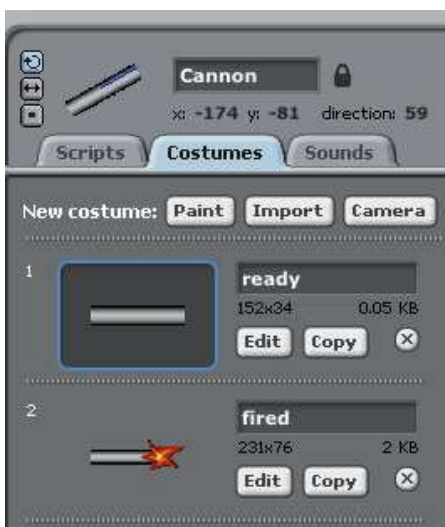 Cannon
x: -174 y: -81 direction: 59
Scripts Costumes Sounds
New costume: Paint Import Camera
1
ready
152x34 0.05 KB
Edit Copy
2
fired
231x76 2 KB
Edit Copy